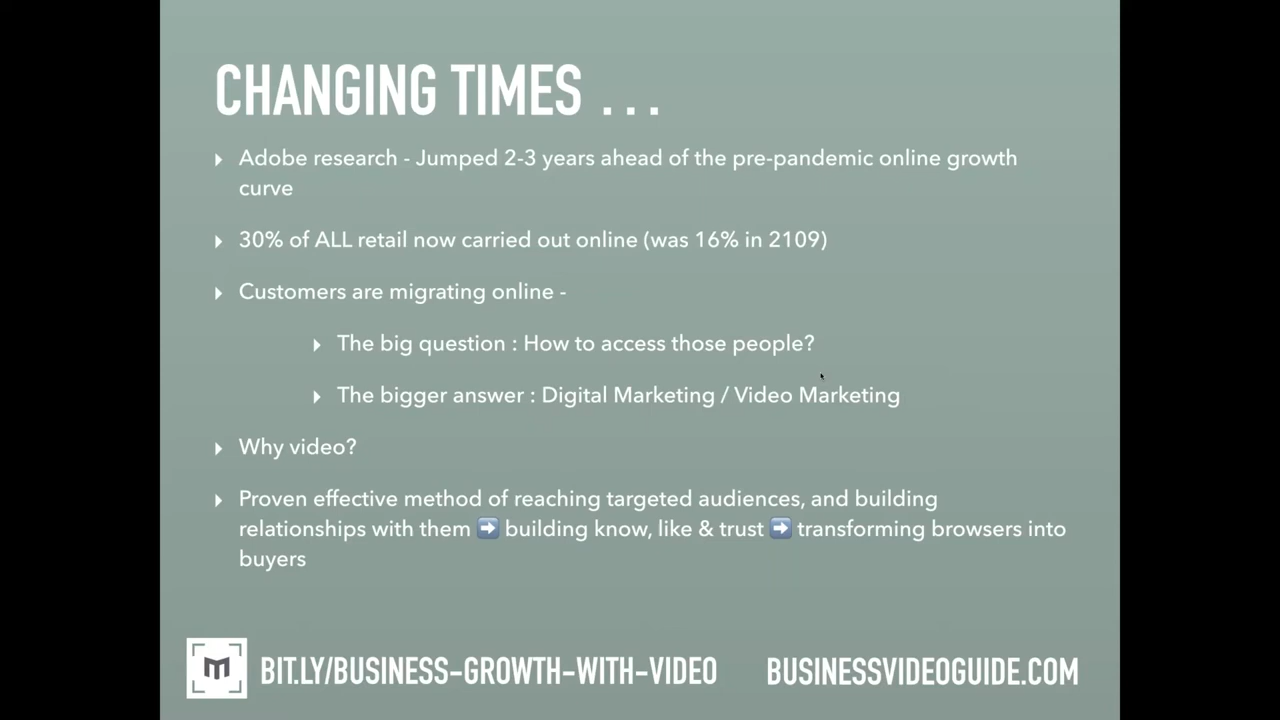 CHANGING TIMES ...
Adobe research - Jumped 2-3 years ahead of the pre-pandemic online growth
curve
30% of ALL retail now carried out online (was 16% in 2109)
Customers are migrating online -
The big question : How to access those people?
The bigger answer : Digital Marketing / Video Marketing
Why video?
Proven effective method of reaching targeted audiences, and building
relationships with them ➡️ building know, like & trust ➡️ transforming browsers into
buyers
BIT.LY/BUSINESS-GROWTH-WITH-VIDEO BUSINESSVIDEOGUIDE.COM